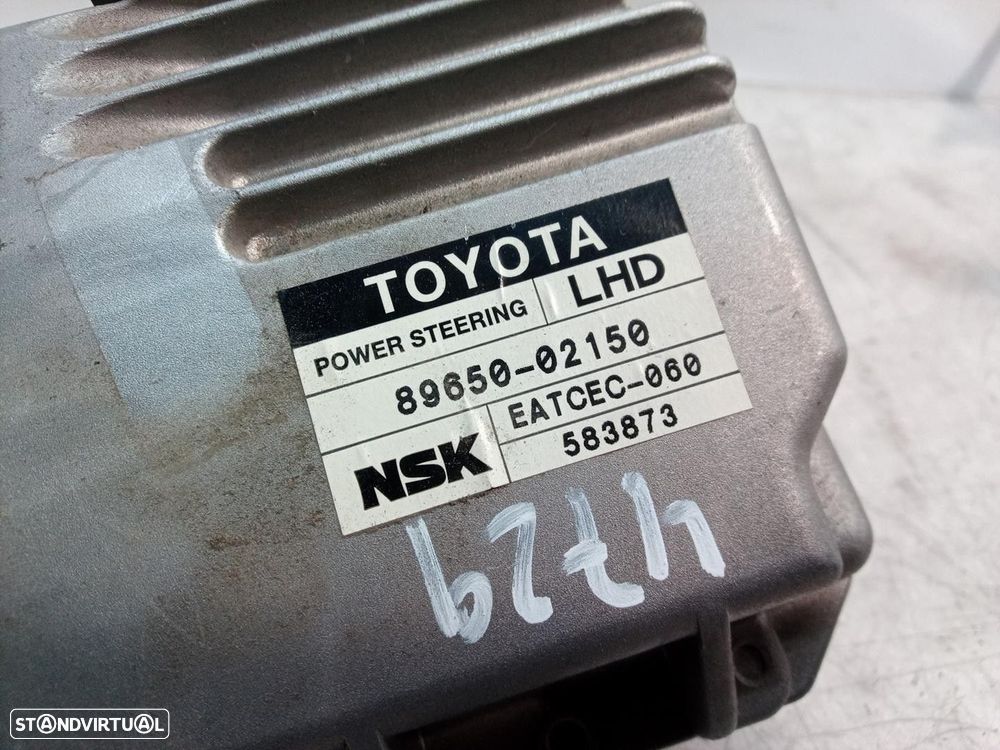 TOYOTA
POWER STEERING LHD
89650-02150
NSK EATCEC-060
583873
4729
STANDVIRTUAL